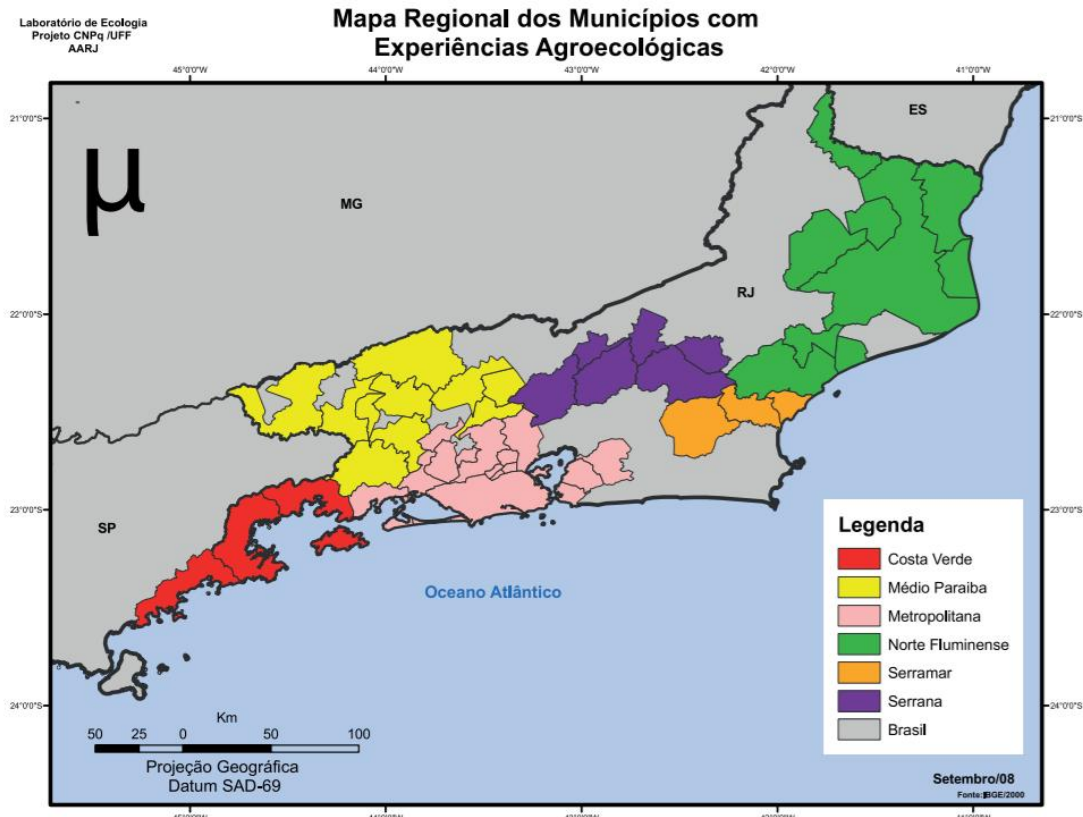 Laboratório de Ecologia
Projeto CNPq /UFF
AARJ
Mapa Regional dos Municípios com
Experiências Agroecológicas
45°0'0"W 44°0'0"W 43°0'0"W 42°0'0"W 41°0'0"W
21°0'0"S 21°0'0"S
ES
µ
MG
RJ
22°0'0"S 22°0'0"S
23°0'0"S 23°0'0"S
SP
Legenda
Costa Verde
Médio Paraiba
Metropolitana
Norte Fluminense
Serramar
Serrana
Brasil
Oceano Atlântico
24°0'0"S 24°0'0"S
Km
50 25 0 50 100
Projeção Geográfica
Datum SAD-69
Setembro/08
Fonte: IBGE/2000